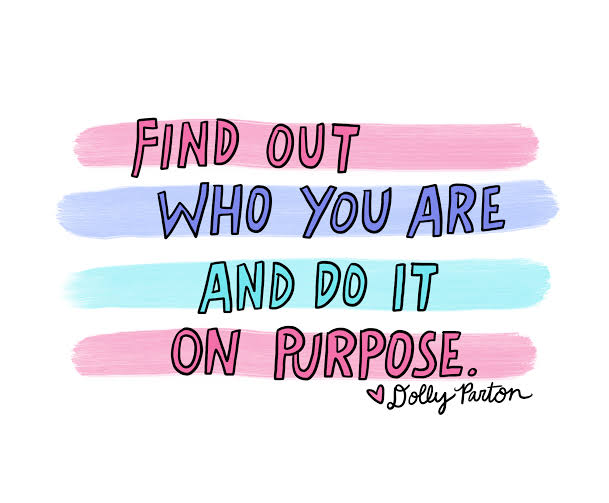 FIND OUT
WHO YOU ARE
AND DO IT
ON PURPOSE.
Dolly Parton